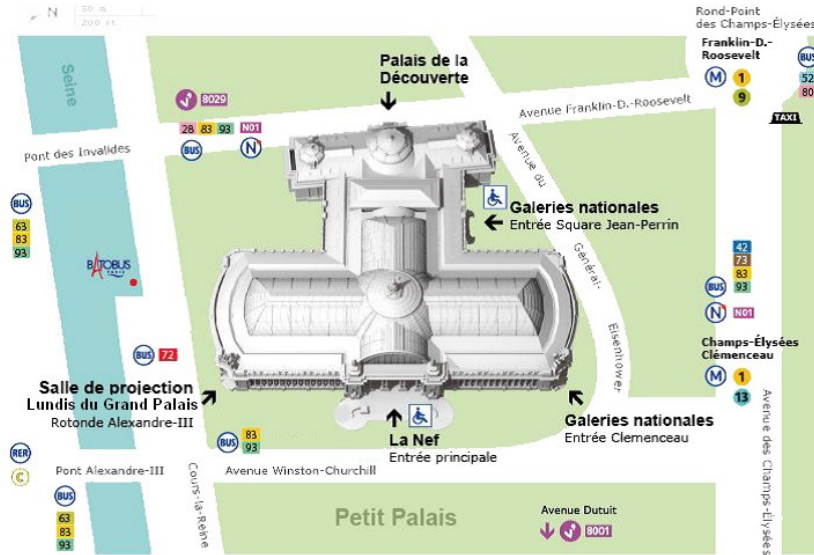 N
50 m
200 ft
Rond-Point
des Champs-Élysées
Franklin-D.-
Roosevelt
M 1
9
BUS
52
80
TAXI
Seine
Palais de la
Découverte
8029
28 83 93 N01
BUS N
Avenue Franklin-D.-Roosevelt
Pont des Invalides
Avenue du
Général-
Eisenhower
BUS
63
83
93
Galeries nationales
Entrée Square Jean-Perrin
BATOBUS
PARIS
42
73
83
BUS 93
N N01
BUS 72
Champs-Élysées
Clémenceau
M 1
13
Salle de projection
Lundis du Grand Palais
Rotonde Alexandre-III
La Nef
Entrée principale
Galeries nationales
Entrée Clemenceau
BUS 83
93
RER
C
Pont Alexandre-III
Cours-la-Reine
Avenue Winston-Churchill
Avenue des Champs-Élysées
BUS
63
83
93
Petit Palais
Avenue Dutuit
8001